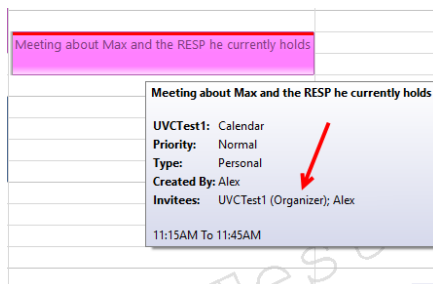 Meeting about Max and the RESP he currently holds
Meeting about Max and the RESP he currently holds
UVCTest1: Calendar
Priority: Normal
Type: Personal
Created By: Alex
Invitees: UVCTest1 (Organizer); Alex
11:15AM To 11:45AM
Test